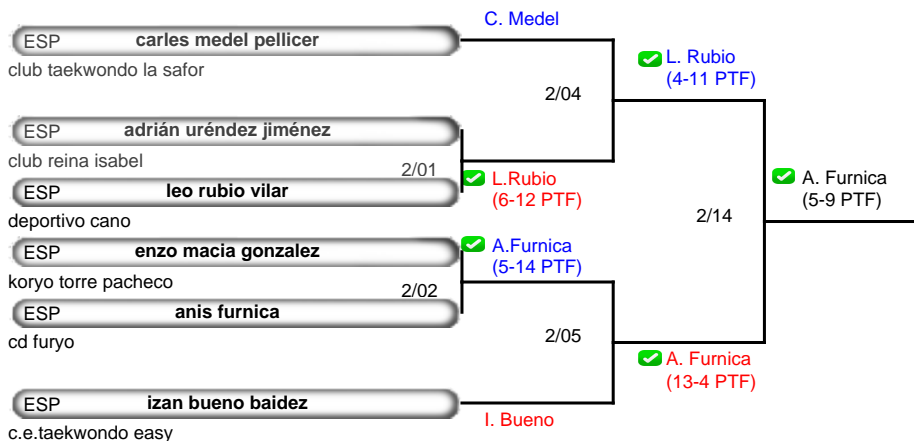 C. Medel
ESP carles medel pellicer
club taekwondo la safor
L. Rubio
(4-11 PTF)
2/04
ESP adrián uréndez jiménez
club reina isabel
2/01
L.Rubio
(6-12 PTF)
ESP leo rubio vilar
deportivo cano
A. Furnica
(5-9 PTF)
2/14
ESP enzo macia gonzalez
koryo torre pacheco
A.Furnica
(5-14 PTF)
2/02
ESP anis furnica
cd furyo
2/05
A. Furnica
(13-4 PTF)
ESP izan bueno baidez
c.e.taekwondo easy
I. Bueno